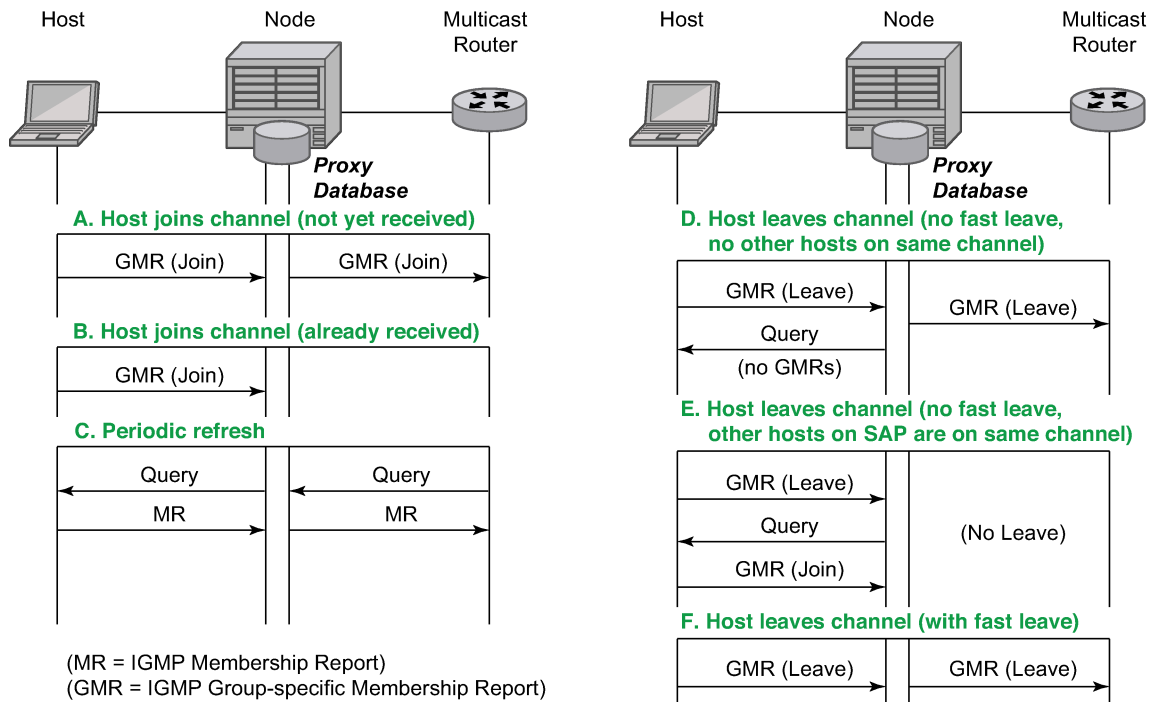 Host
Node
Multicast
Router
Proxy
Database
A. Host joins channel (not yet received)
GMR (Join)
GMR (Join)
B. Host joins channel (already received)
GMR (Join)
C. Periodic refresh
Query
Query
MR
MR
(MR = IGMP Membership Report)
(GMR = IGMP Group-specific Membership Report)
Host
Node
Multicast
Router
Proxy
Database
D. Host leaves channel (no fast leave,
no other hosts on same channel)
GMR (Leave)
GMR (Leave)
Query
(no GMRs)
E. Host leaves channel (no fast leave,
other hosts on SAP are on same channel)
GMR (Leave)
Query
(No Leave)
GMR (Join)
F. Host leaves channel (with fast leave)
GMR (Leave)
GMR (Leave)